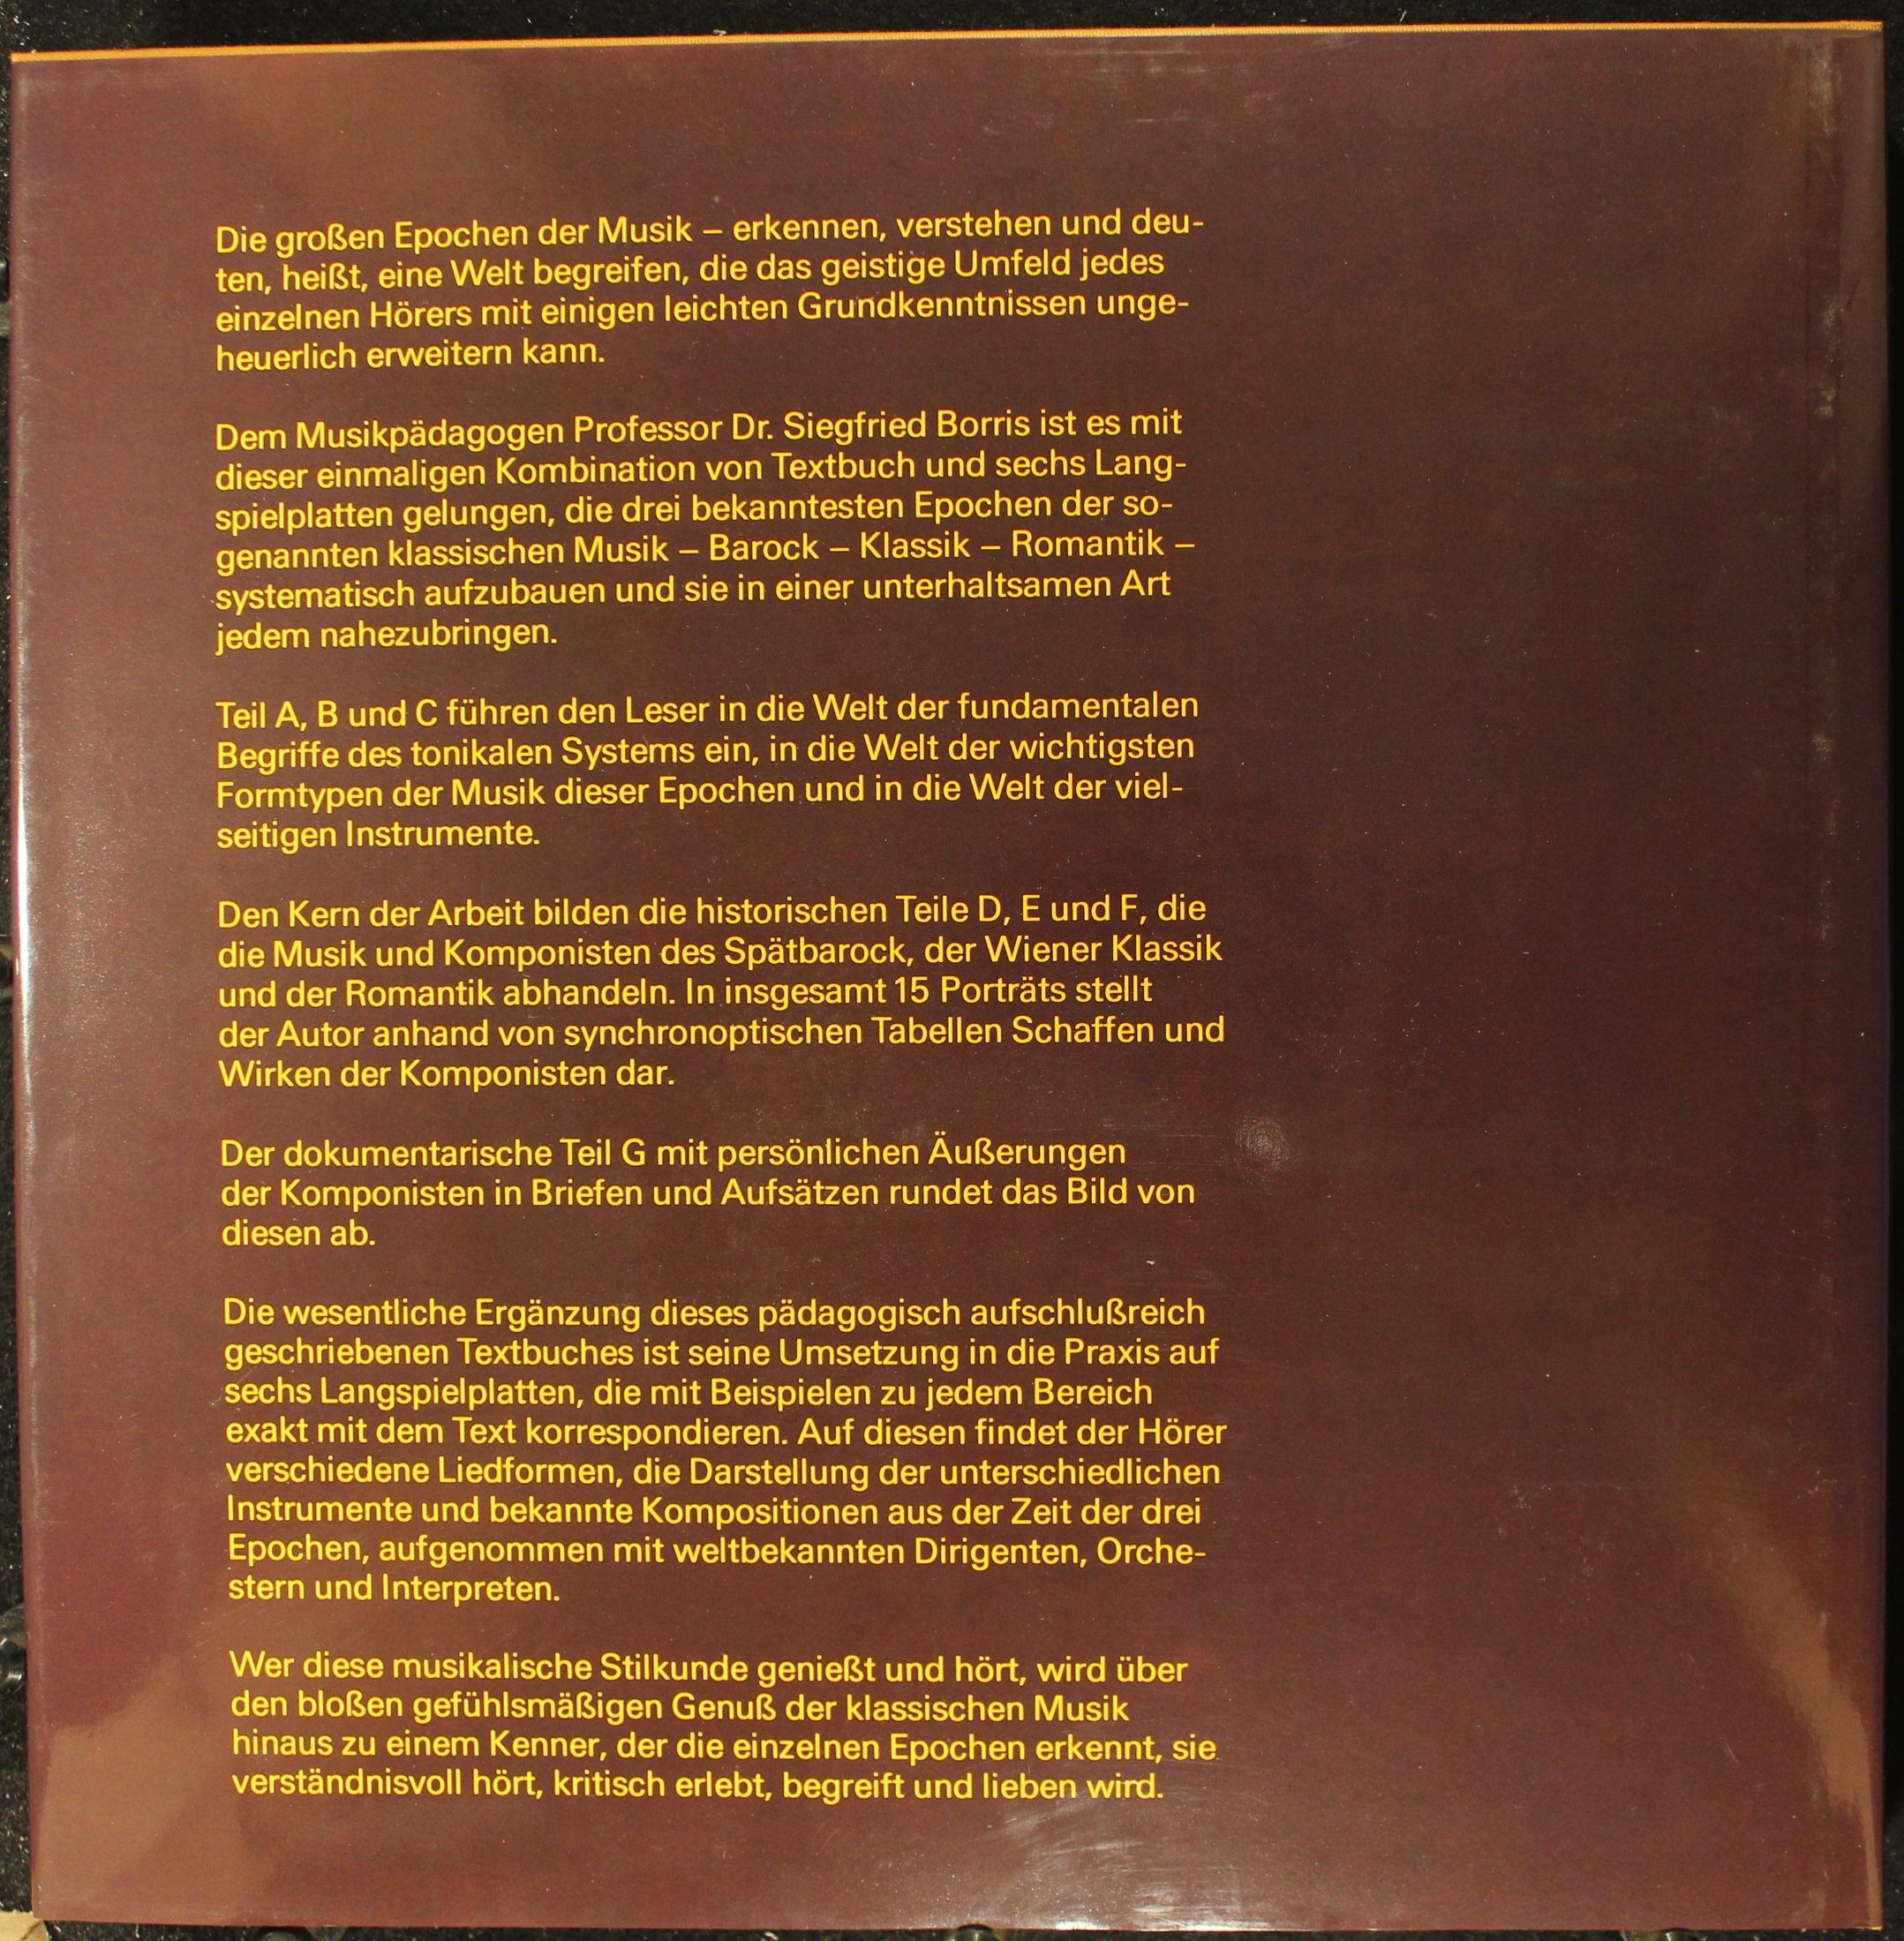 Die großen Epochen der Musik – erkennen, verstehen und deu-
ten, heißt, eine Welt begreifen, die das geistige Umfeld jedes
einzelnen Hörers mit einigen leichten Grundkenntnissen unge-
heuerlich erweitern kann.
Dem Musikpädagogen Professor Dr. Siegfried Borris ist es mit
dieser einmaligen Kombination von Textbuch und sechs Lang-
spielplatten gelungen, die drei bekanntesten Epochen der so-
genannten klassischen Musik – Barock – Klassik – Romantik –
systematisch aufzubauen und sie in einer unterhaltsamen Art
jedem nahezubringen.
Teil A, B und C führen den Leser in die Welt der fundamentalen
Begriffe des tonikalen Systems ein, in die Welt der wichtigsten
Formtypen der Musik dieser Epochen und in die Welt der viel-
seitigen Instrumente.
Den Kern der Arbeit bilden die historischen Teile D, E und F, die
die Musik und Komponisten des Spätbarock, der Wiener Klassik
und der Romantik abhandeln. In insgesamt 15 Porträts stellt
der Autor anhand von synchronoptischen Tabellen Schaffen und
Wirken der Komponisten dar.
Der dokumentarische Teil G mit persönlichen Äußerungen
der Komponisten in Briefen und Aufsätzen rundet das Bild von
diesen ab.
Die wesentliche Ergänzung dieses pädagogisch aufschlußreich
geschriebenen Textbuches ist seine Umsetzung in die Praxis auf
sechs Langspielplatten, die mit Beispielen zu jedem Bereich
exakt mit dem Text korrespondieren. Auf diesen findet der Hörer
verschiedene Liedformen, die Darstellung der unterschiedlichen
Instrumente und bekannte Kompositionen aus der Zeit der drei
Epochen, aufgenommen mit weltbekannten Dirigenten, Orche-
stern und Interpreten.
Wer diese musikalische Stilkunde genießt und hört, wird über
den bloßen gefühlsmäßigen Genuß der klassischen Musik
hinaus zu einem Kenner, der die einzelnen Epochen erkennt, sie
verständnisvoll hört, kritisch erlebt, begreift und lieben wird.